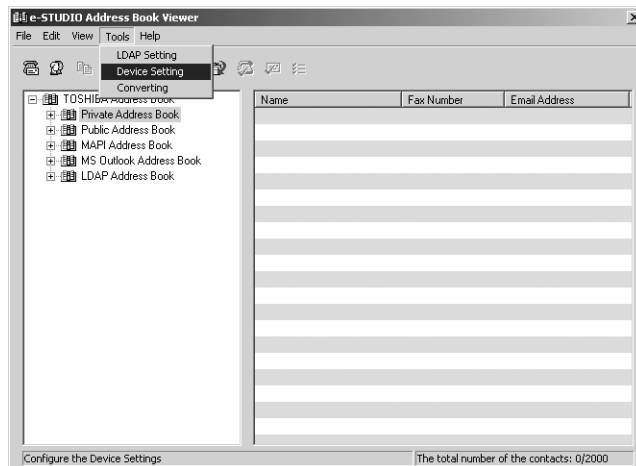 e-STUDIO Address Book Viewer
File Edit View Tools Help
LDAP Setting
Device Setting
Converting
TOSHIBA Address Book
Private Address Book
Public Address Book
MAPI Address Book
MS Outlook Address Book
LDAP Address Book
Name Fax Number Email Address
Configure the Device Settings The total number of the contacts: 0/2000